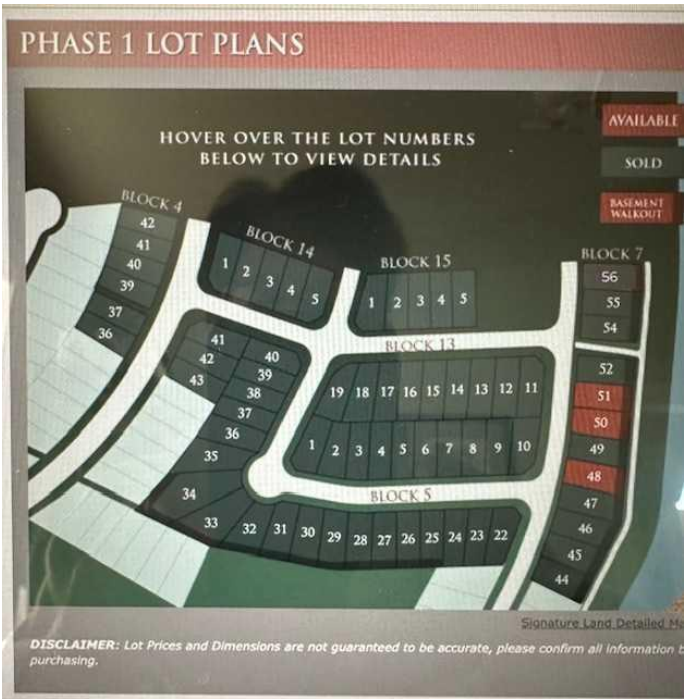 PHASE 1 LOT PLANS
HOVER OVER THE LOT NUMBERS
BELOW TO VIEW DETAILS
AVAILABLE
SOLD
BASEMENT
WALKOUT
BLOCK 4
42
41
40
39
37
36
BLOCK 14
1 2 3 4 5
BLOCK 15
1 2 3 4 5
BLOCK 7
56
55
54
52
51
50
49
48
47
46
45
44
BLOCK 13
41
42
43
40
39
38
37
36
35
34
33
32 31 30 29 28 27 26 25 24 23 22
19 18 17 16 15 14 13 12 11
1 2 3 4 5 6 7 8 9 10
BLOCK 5
Signature Land Detailed
DISCLAIMER: Lot Prices and Dimensions are not guaranteed to be accurate, please confirm all information
purchasing.